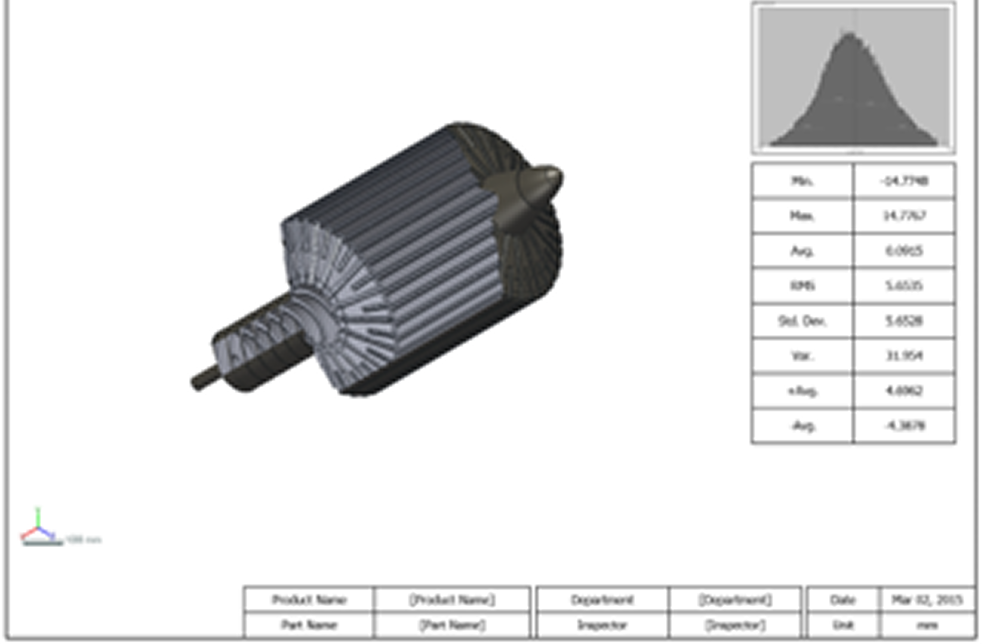 Min. -14.7748
Max. 14.7767
Avg. 0.0915
RMS 5.6535
Std. Dev. 5.6528
Var. 31.954
+Avg. 4.6962
-Avg. -4.3878
100 mm
Product Name [Product Name] Department [Department] Date Mar 02, 2015
Part Name [Part Name] Inspector [Inspector] Unit mm